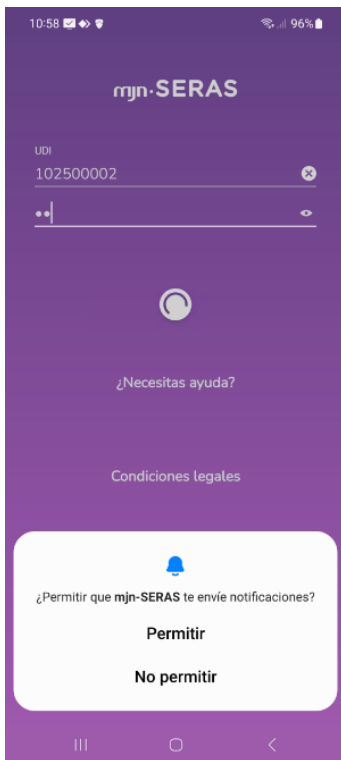 10:58 96%
mjn·SERAS
UDI
102500002
••
¿Necesitas ayuda?
Condiciones legales
¿Permitir que mjn-SERAS te envíe notificaciones?
Permitir
No permitir